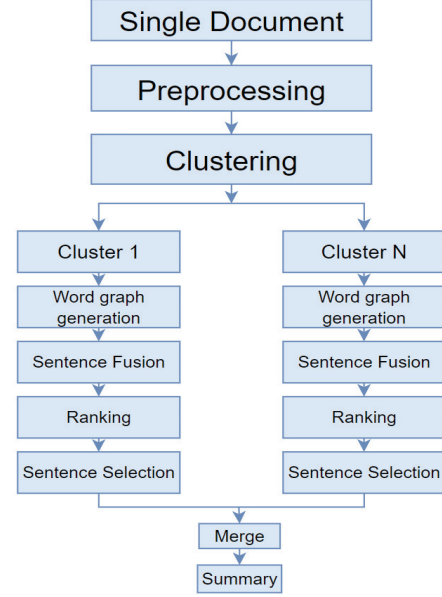 Single Document
Preprocessing
Clustering
Cluster 1
Word graph
generation
Sentence Fusion
Ranking
Sentence Selection
Cluster N
Word graph
generation
Sentence Fusion
Ranking
Sentence Selection
Merge
Summary